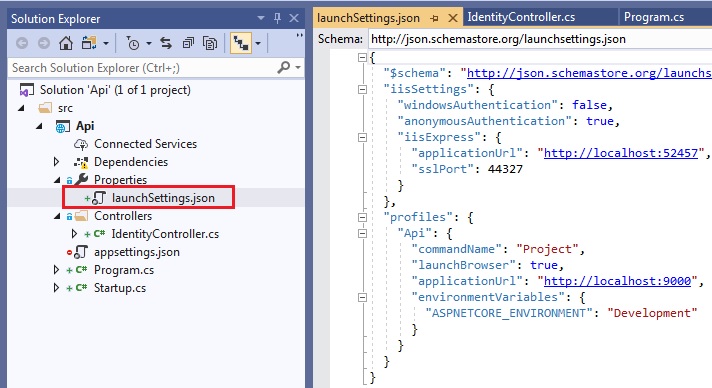 Solution Explorer
Search Solution Explorer (Ctrl+;)
Solution 'Api' (1 of 1 project)
src
Api
Connected Services
Dependencies
Properties
launchSettings.json
Controllers
IdentityController.cs
appsettings.json
Program.cs
Startup.cs
launchSettings.json
IdentityController.cs
Program.cs
Schema: http://json.schemastore.org/launchsettings.json
{
"$schema": "http://json.schemastore.org/launchs
"iisSettings": {
"windowsAuthentication": false,
"anonymousAuthentication": true,
"iisExpress": {
"applicationUrl": "http://localhost:52457",
"sslPort": 44327
}
},
"profiles": {
"Api": {
"commandName": "Project",
"launchBrowser": true,
"applicationUrl": "http://localhost:9000",
"environmentVariables": {
"ASPNETCORE_ENVIRONMENT": "Development"
}
}
}
}